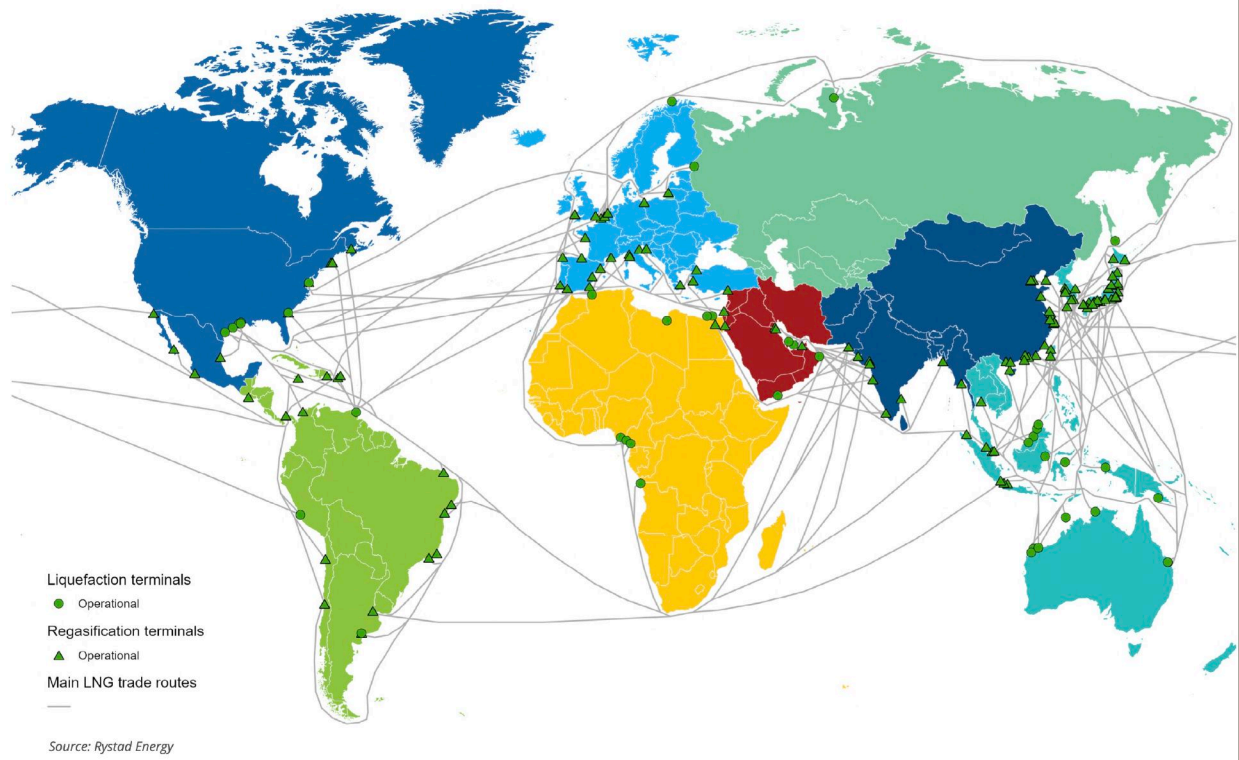 Liquefaction terminals
Operational
Regasification terminals
Operational
Main LNG trade routes
Source: Rystad Energy